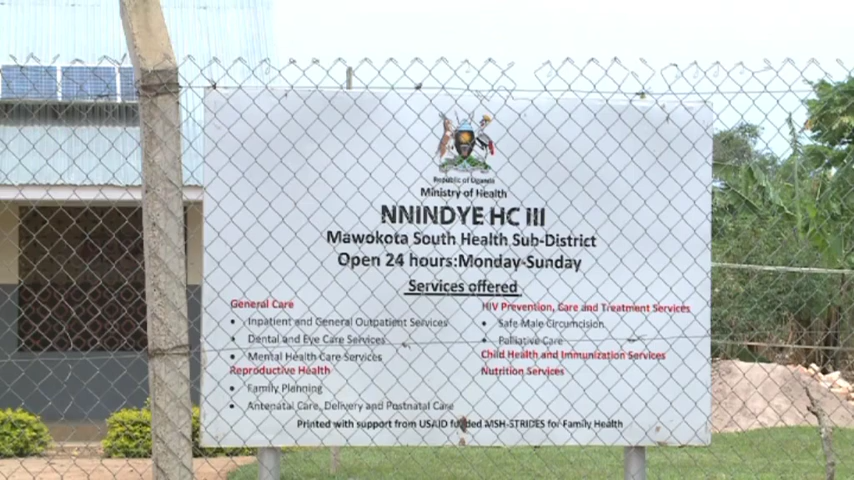 Republic of Uganda
Ministry of Health
NNINDYE HC III
Mawokota South Health Sub-District
Open 24 hours:Monday-Sunday
Services offered
General Care
• Inpatient and General Outpatient Services
• Dental and Eye Care Services
• Mental Health Care Services
Reproductive Health
• Family Planning
• Antenatal Care, Delivery and Postnatal Care
HIV Prevention, Care and Treatment Services
• Safe Male Circumcision
• Palliative Care
Child Health and Immunization Services
Nutrition Services
Printed with support from USAID funded MSH-STRIDES for Family Health